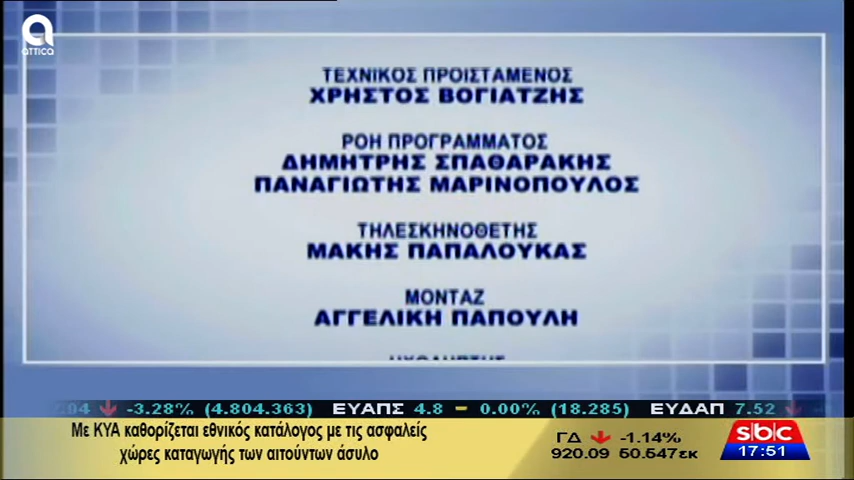 attica
ΤΕΧΝΙΚΟΣ ΠΡΟΙΣΤΑΜΕΝΟΣ
ΧΡΗΣΤΟΣ ΒΟΓΙΑΤΖΗΣ
ΡΟΗ ΠΡΟΓΡΑΜΜΑΤΟΣ
ΔΗΜΗΤΡΗΣ ΣΠΑΘΑΡΑΚΗΣ
ΠΑΝΑΓΙΩΤΗΣ ΜΑΡΙΝΟΠΟΥΛΟΣ
ΤΗΛΕΣΚΗΝΟΘΕΤΗΣ
ΜΑΚΗΣ ΠΑΠΑΛΟΥΚΑΣ
ΜΟΝΤΑΖ
ΑΓΓΕΛΙΚΗ ΠΑΠΟΥΛΗ
-3.28% (4.804.363) ΕΥΑΠΣ 4.8 0.00% (18.285) ΕΥΔΑΠ 7.52
Με ΚΥΑ καθορίζεται εθνικός κατάλογος με τις ασφαλείς
χώρες καταγωγής των αιτούντων άσυλο
ΓΔ -1.14%
920.09 50.547εκ
sbc
17:51